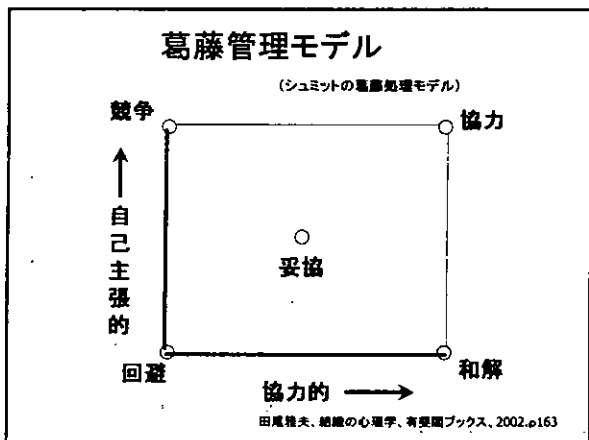 葛藤管理モデル
（シュミットの葛藤処理モデル）
競争
協力
自己主張的
妥協
回避
和解
協力的
田尾雅夫、組織の心理学、有斐閣ブックス、2002.p163